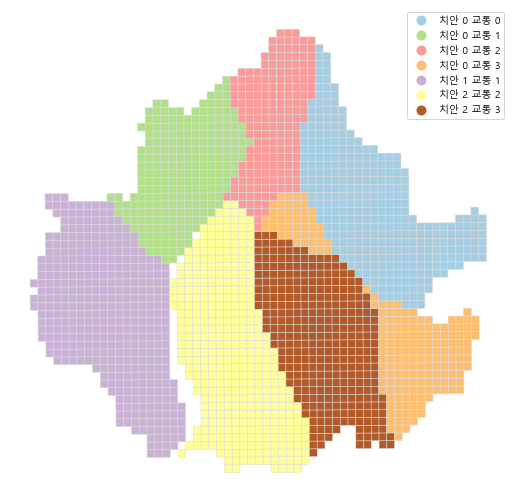 치안 0 교통 0
치안 0 교통 1
치안 0 교통 2
치안 0 교통 3
치안 1 교통 1
치안 2 교통 2
치안 2 교통 3